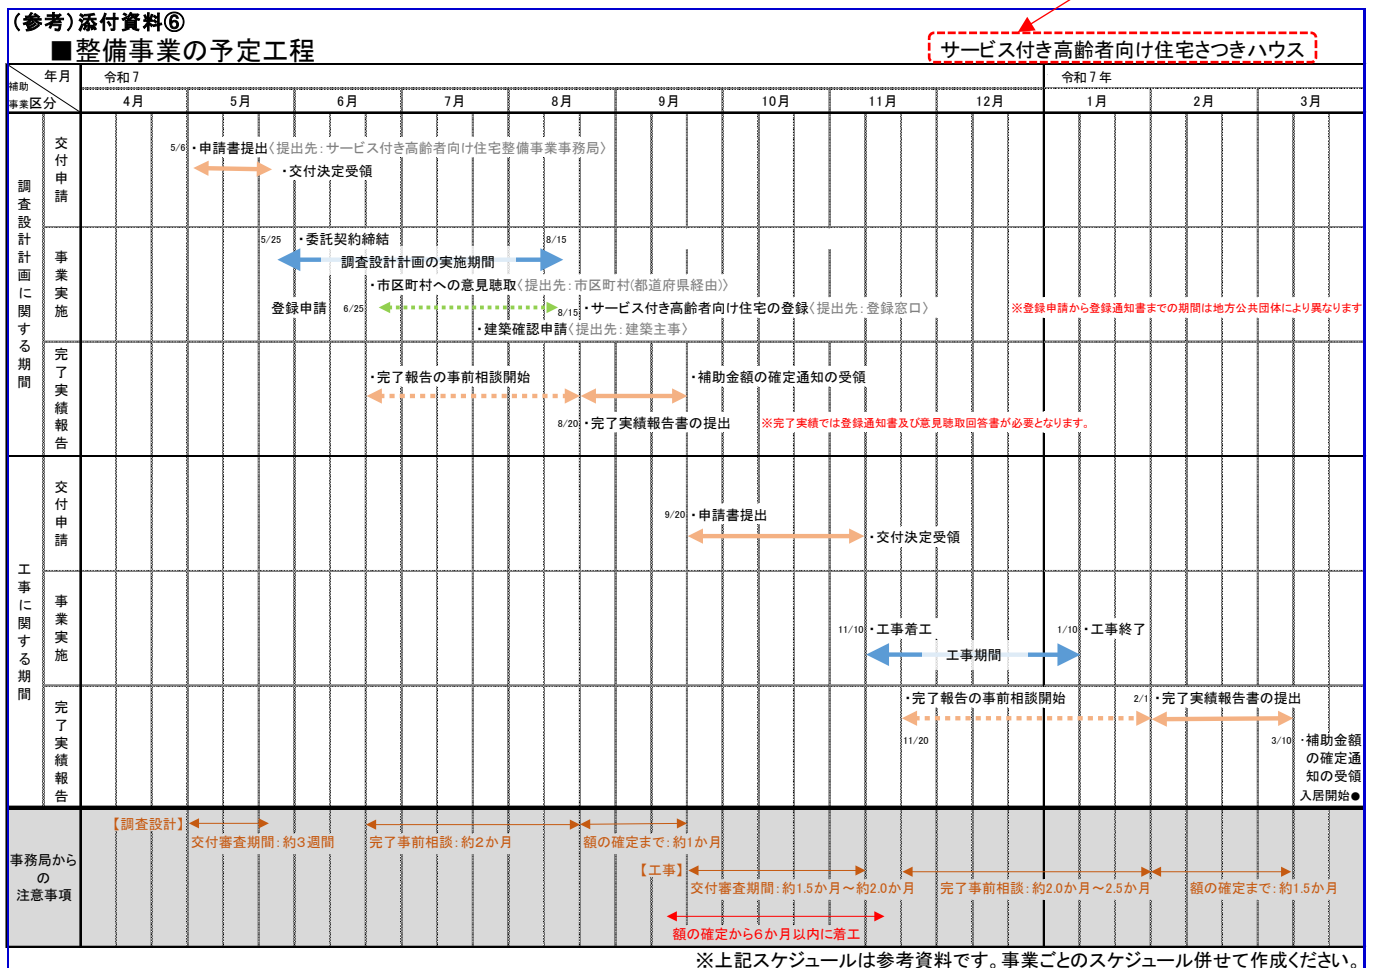 (参考)添付資料⑥
■整備事業の予定工程
サービス付き高齢者向け住宅さつきハウス
年月
補助
事業区分
令和7
令和7年
4月 5月 6月 7月 8月 9月 10月 11月 12月 1月 2月 3月
調査設計計画に関する期間
交付申請
5/6 ・申請書提出〈提出先:サービス付き高齢者向け住宅整備事業事務局〉
・交付決定受領
事業実施
5/25 ・委託契約締結 8/15
調査設計計画の実施期間
・市区町村への意見聴取〈提出先:市区町村(都道府県経由)〉
登録申請 6/25 8/15 ・サービス付き高齢者向け住宅の登録〈提出先:登録窓口〉 ※登録申請から登録通知書までの期間は地方公共団体により異なります
・建築確認申請〈提出先:建築主事〉
完了実績報告
・完了報告の事前相談開始 ・補助金額の確定通知の受領
8/20 ・完了実績報告書の提出 ※完了実績では登録通知書及び意見聴取回答書が必要となります。
工事に関する期間
交付申請
9/20 ・申請書提出
・交付決定受領
事業実施
11/10 ・工事着工 1/10 ・工事終了
工事期間
完了実績報告
・完了報告の事前相談開始 2/1 ・完了実績報告書の提出
11/20 3/10 ・補助金額
の確定通
知の受領
入居開始●
事務局から
の
注意事項
【調査設計】
交付審査期間:約3週間 完了事前相談:約2か月 額の確定まで:約1か月
【工事】
交付審査期間:約1.5か月～約2.0か月 完了事前相談:約2.0か月～2.5か月 額の確定まで:約1.5か月
額の確定から6か月以内に着工
※上記スケジュールは参考資料です。事業ごとのスケジュール併せて作成ください。